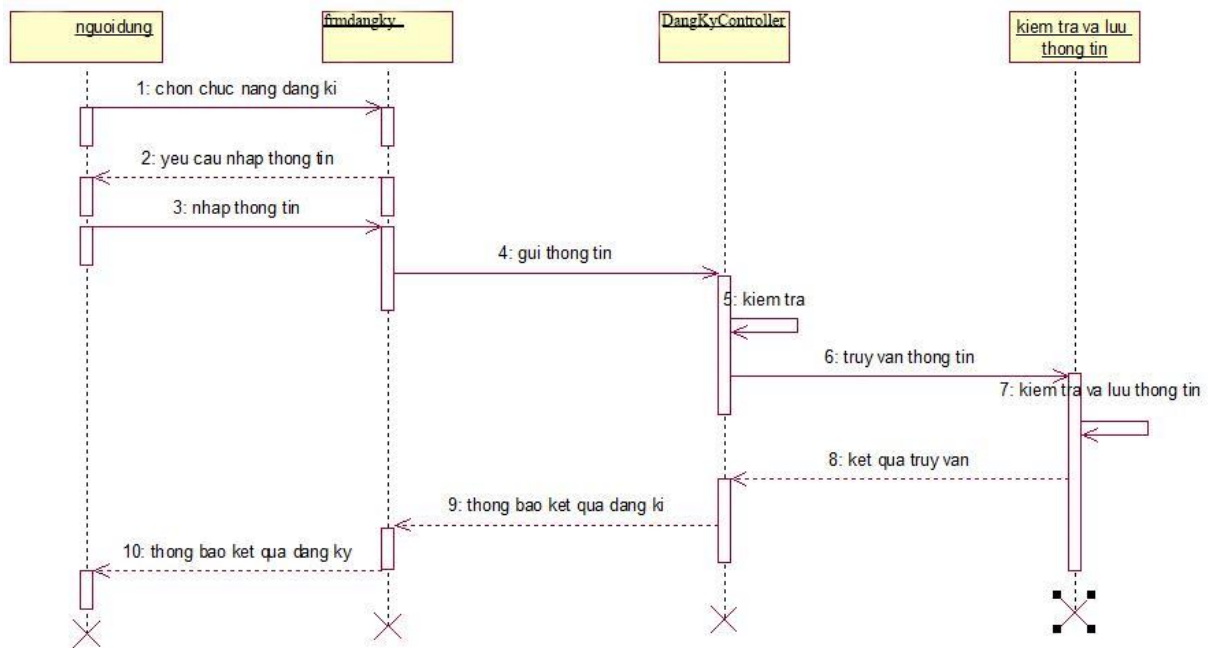 nguoidung
frmdangky
DangKyController
kiem tra va luu
thong tin
1: chon chuc nang dang ki
2: yeu cau nhap thong tin
3: nhap thong tin
4: gui thong tin
5: kiem tra
6: truy van thong tin
7: kiem tra va luu thong tin
8: ket qua truy van
9: thong bao ket qua dang ki
10: thong bao ket qua dang ky